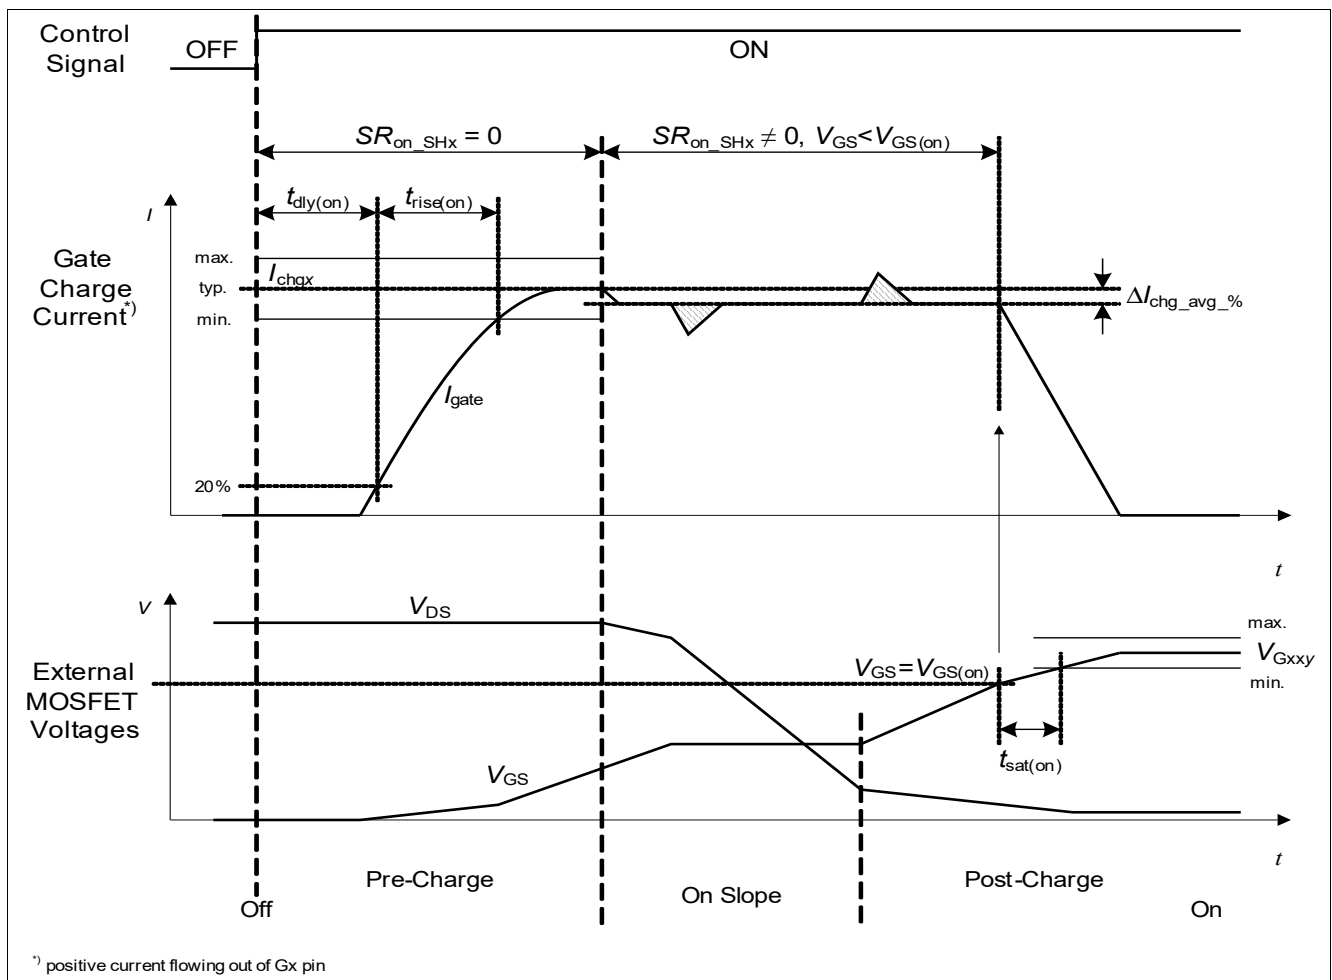 Control
Signal
OFF
ON
SRon_SHx = 0
SRon_SHx ≠ 0, VGS<VGS(on)
tdly(on)
trise(on)
I
Gate
Charge
Current*)
max.
Ichgx
typ.
min.
ΔIchg_avg_%
Igate
20%
t
V
VDS
max.
External
MOSFET
Voltages
VGS=VGS(on)
VGxxy
min.
VGS
tsat(on)
t
Pre-Charge
On Slope
Post-Charge
Off
On
*) positive current flowing out of Gx pin